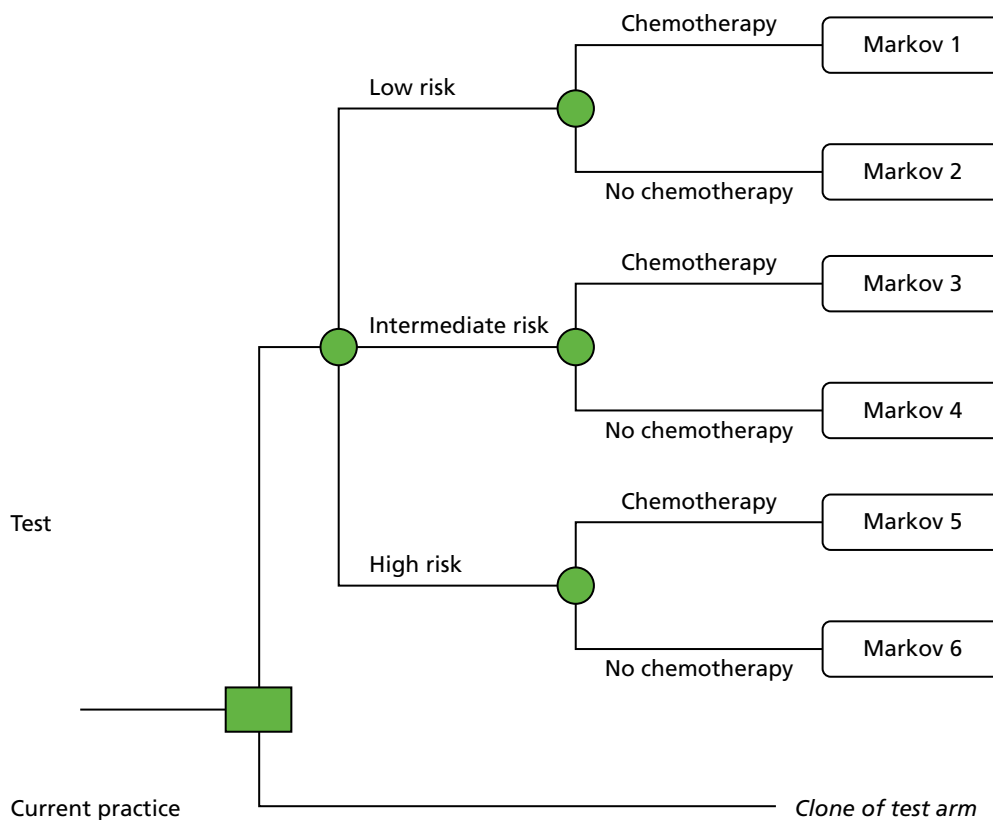 Chemotherapy
Markov 1
Low risk
Markov 2
No chemotherapy
Chemotherapy
Markov 3
Intermediate risk
Markov 4
No chemotherapy
Chemotherapy
Markov 5
Test
High risk
Markov 6
No chemotherapy
Current practice
Clone of test arm